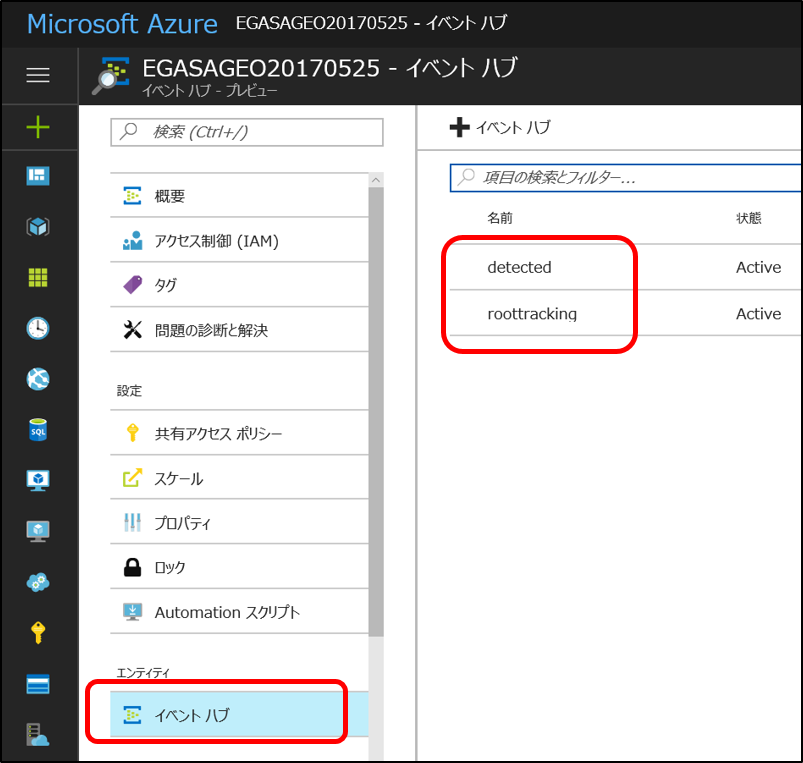 Microsoft Azure EGASAGEO20170525 - イベント ハブ
EGASAGEO20170525 - イベント ハブ
イベント ハブ - プレビュー
検索 (Ctrl+/)
概要
アクセス制御 (IAM)
タグ
問題の診断と解決
設定
共有アクセス ポリシー
スケール
プロパティ
ロック
Automation スクリプト
エンティティ
イベント ハブ
イベント ハブ
項目の検索とフィルター...
名前 状態
detected Active
roottracking Active
SQL